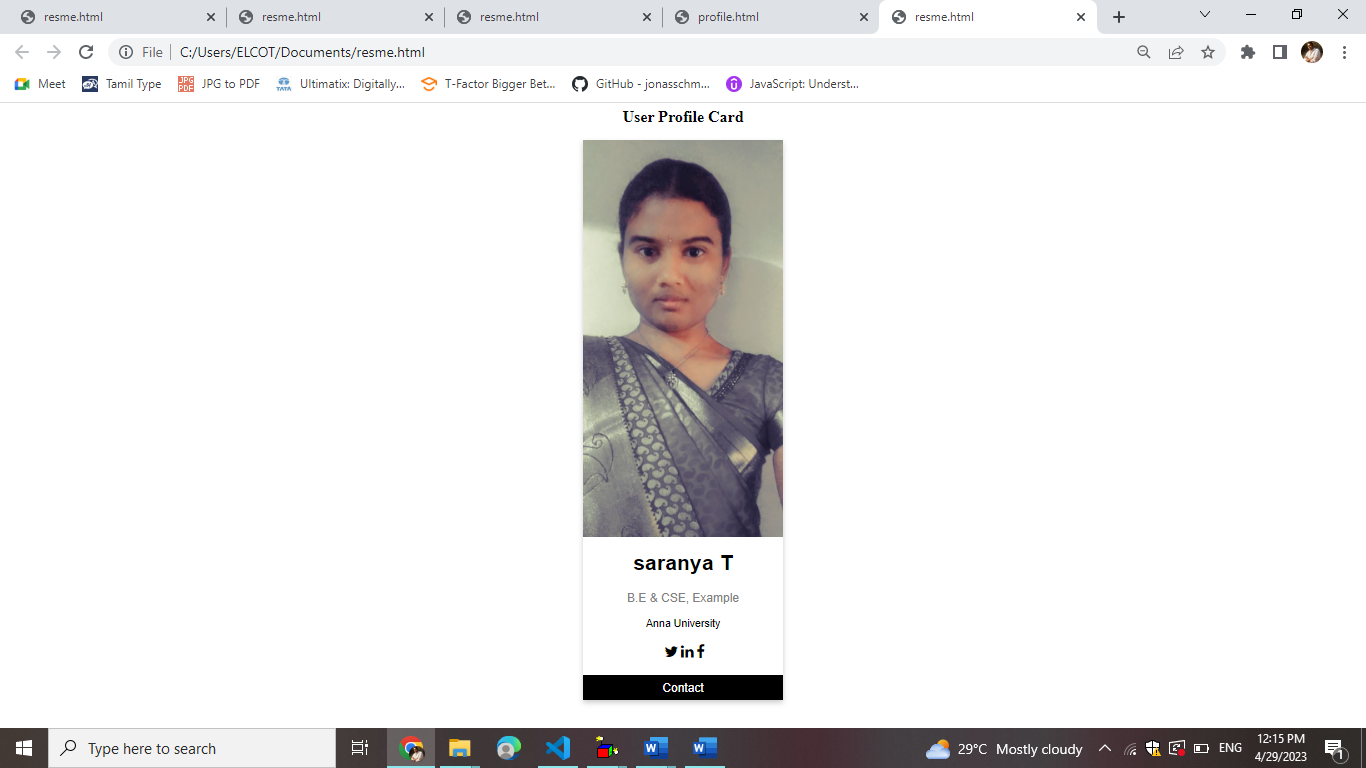 resme.html resme.html resme.html profile.html resme.html
File C:/Users/ELCOT/Documents/resme.html
Meet Tamil Type JPG to PDF Ultimatix: Digitally... T-Factor Bigger Bet... GitHub - jonasschm... JavaScript: Underst...
User Profile Card
saranya T
B.E & CSE, Example
Anna University
Contact
Type here to search 29°C Mostly cloudy ENG 12:15 PM
4/29/2023 1